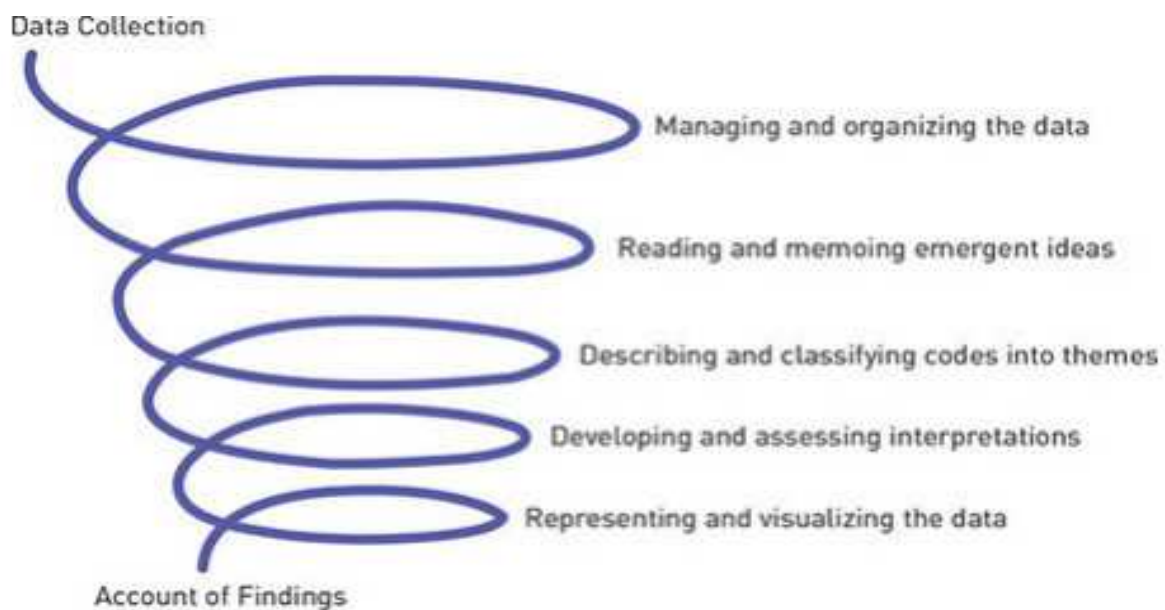 Data Collection
Managing and organizing the data
Reading and memoing emergent ideas
Describing and classifying codes into themes
Developing and assessing interpretations
Representing and visualizing the data
Account of Findings